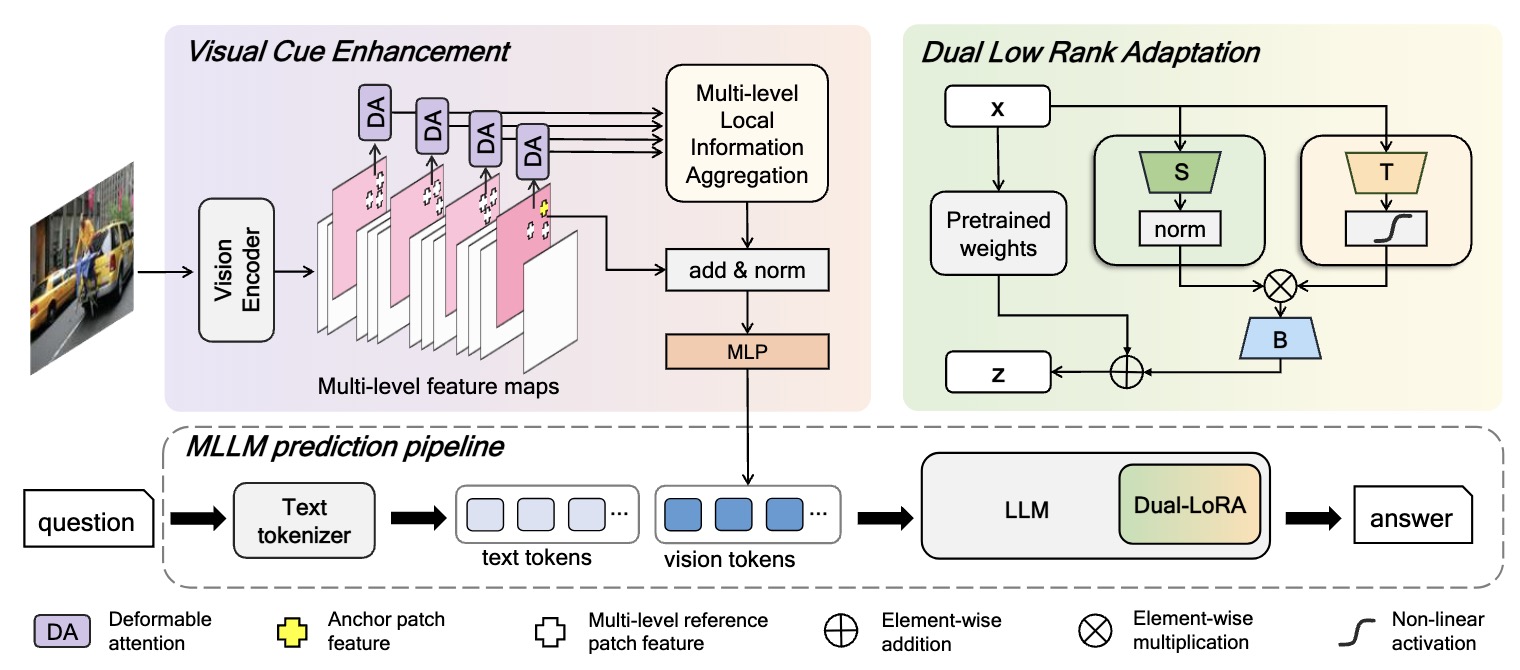 Visual Cue Enhancement
DA
DA
DA
DA
Multi-level
Local
Information
Aggregation
Vision
Encoder
add & norm
MLP
Multi-level feature maps
Dual Low Rank Adaptation
x
S
T
Pretrained
weights
norm
B
z
MLLM prediction pipeline
question
Text
tokenizer
...
text tokens
...
vision tokens
LLM
Dual-LoRA
answer
DA
Deformable
attention
Anchor patch
feature
Multi-level reference
patch feature
Element-wise
addition
Element-wise
multiplication
Non-linear
activation